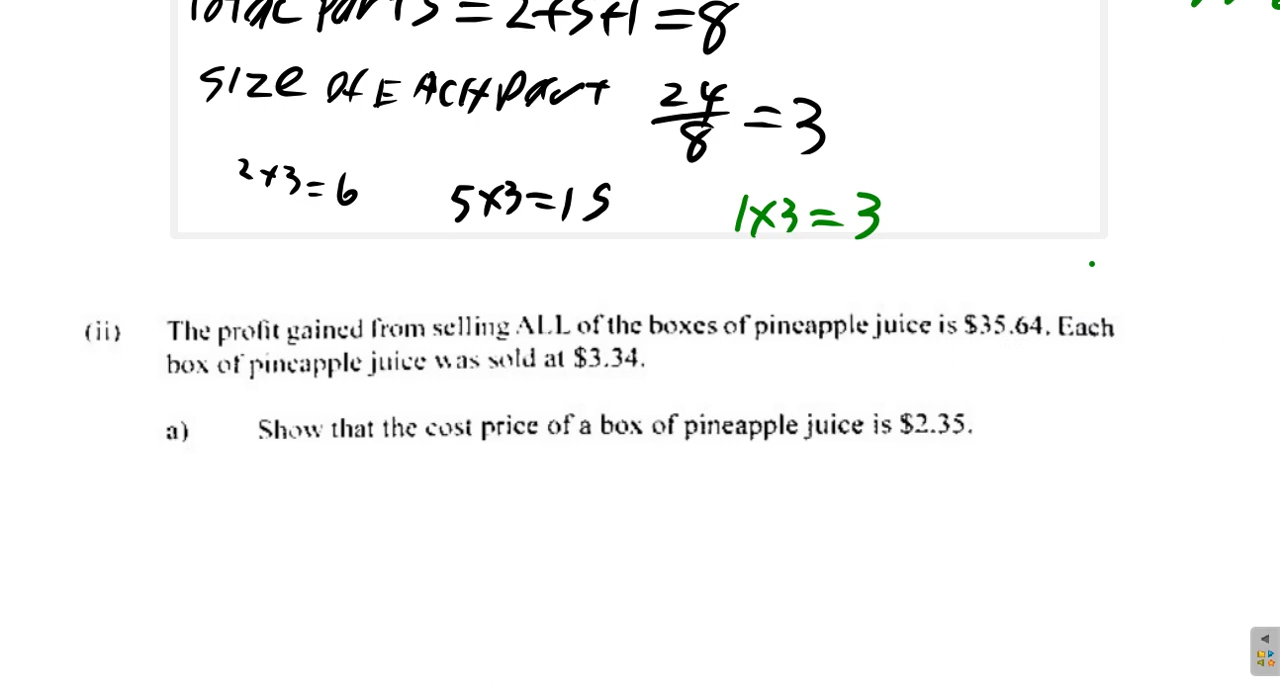 Total parts = 2+5+1 = 8
Size of EACH part 24/8 = 3
2×3=6 5×3=15 1×3=3
(ii) The profit gained from selling ALL of the boxes of pineapple juice is $35.64. Each
box of pineapple juice was sold at $3.34.
a) Show that the cost price of a box of pineapple juice is $2.35.